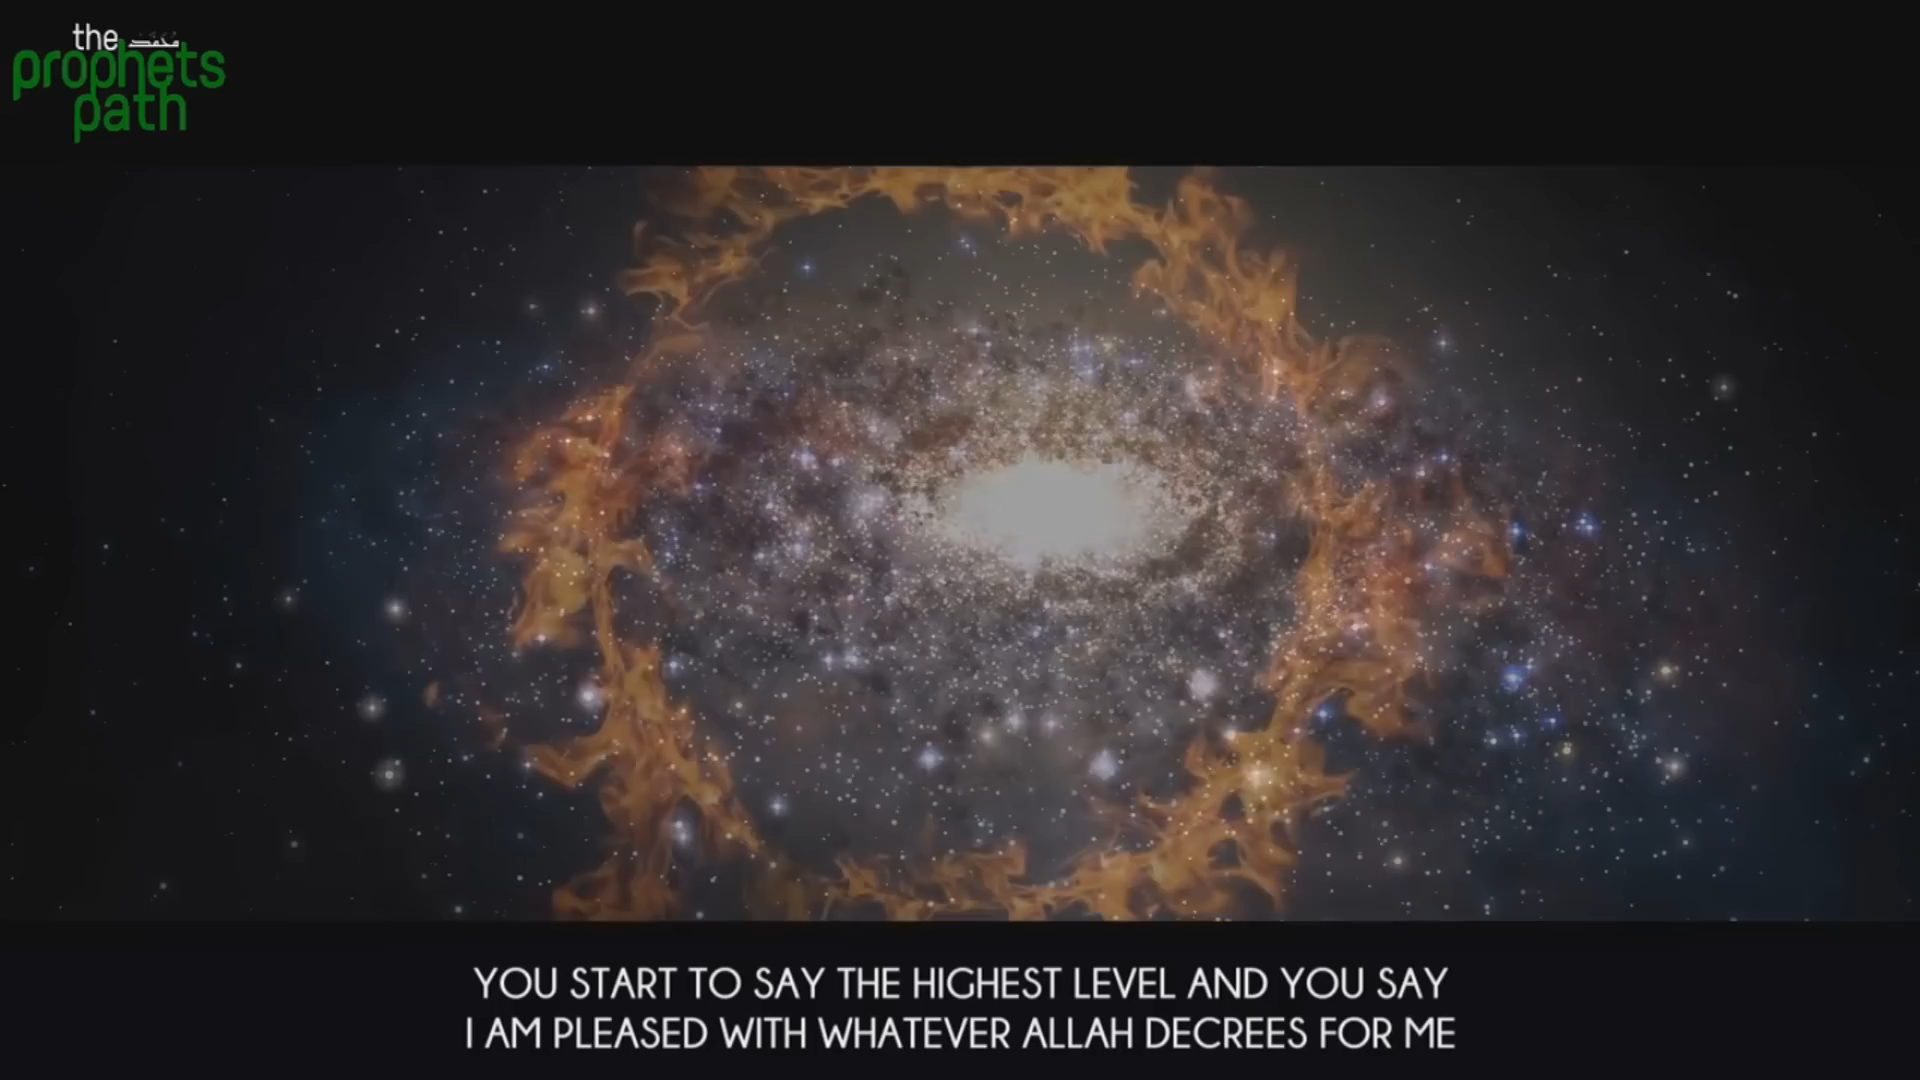 the مُحَمَّد
prophets
path
YOU START TO SAY THE HIGHEST LEVEL AND YOU SAY
I AM PLEASED WITH WHATEVER ALLAH DECREES FOR ME